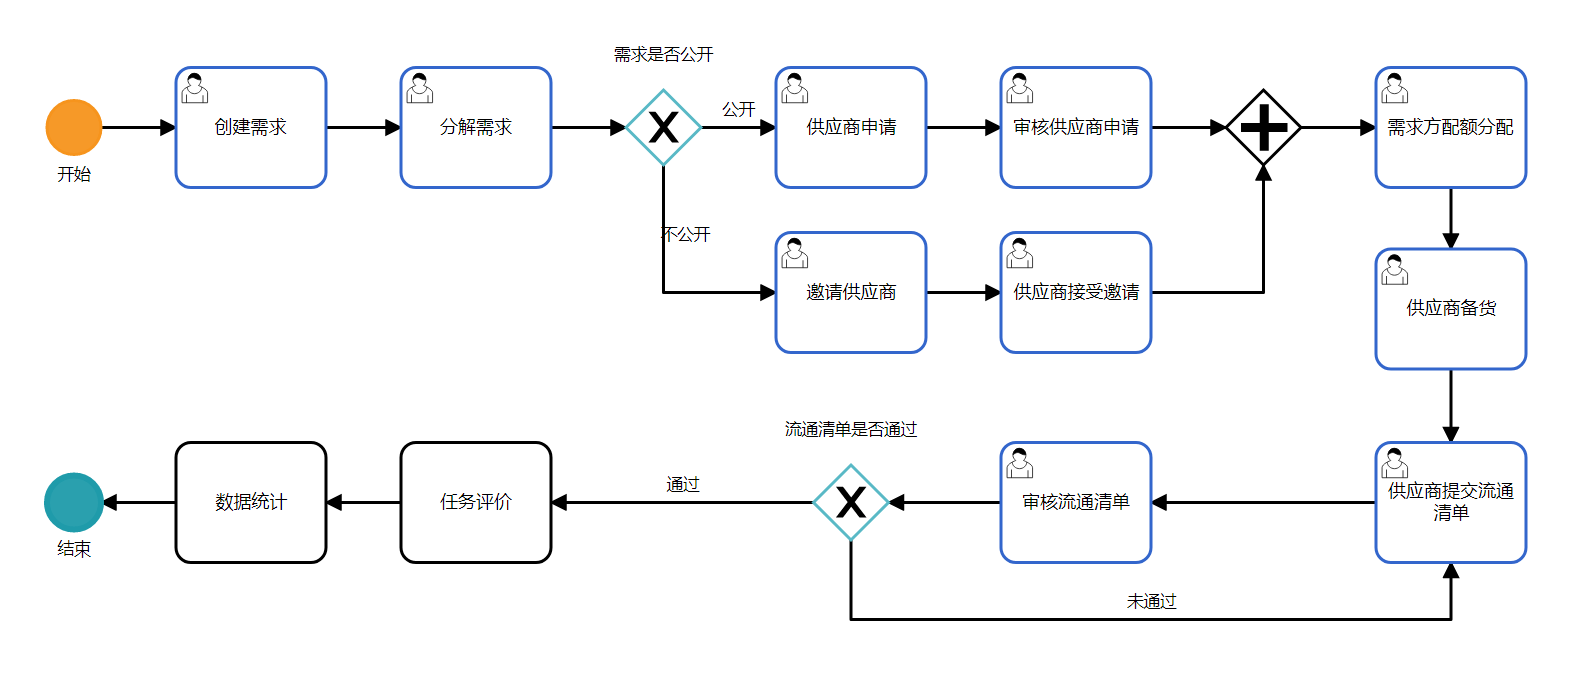 需求是否公开
开始
创建需求
分解需求
公开
供应商申请
审核供应商申请
需求方配额分配
不公开
邀请供应商
供应商接受邀请
供应商备货
供应商提交流通
清单
审核流通清单
流通清单是否通过
通过
未通过
任务评价
数据统计
结束